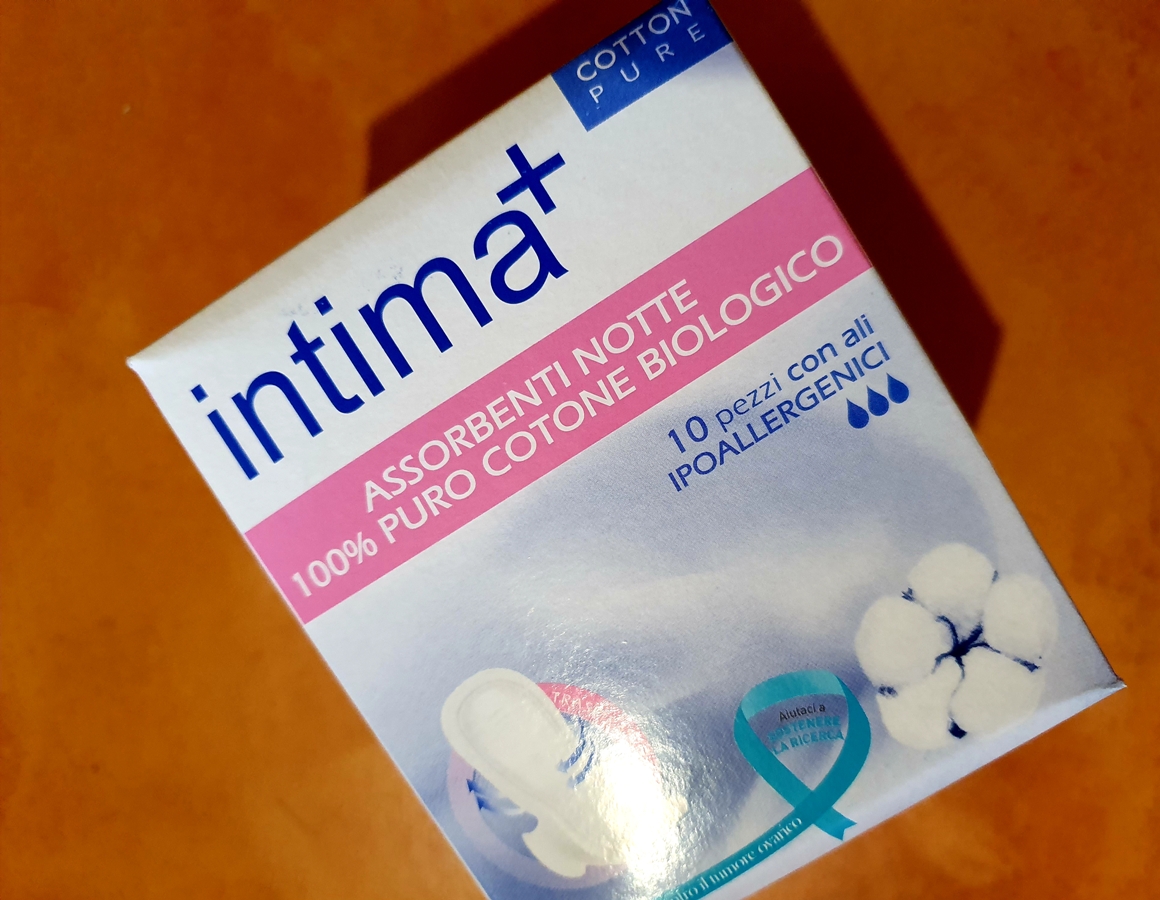 COTTON
PURE
intima+
ASSORBENTI NOTTE
100% PURO COTONE BIOLOGICO
10 pezzi con ali
IPOALLERGENICI
Aiutaci a
SOSTENERE
LA RICERCA
il tumore ovarico